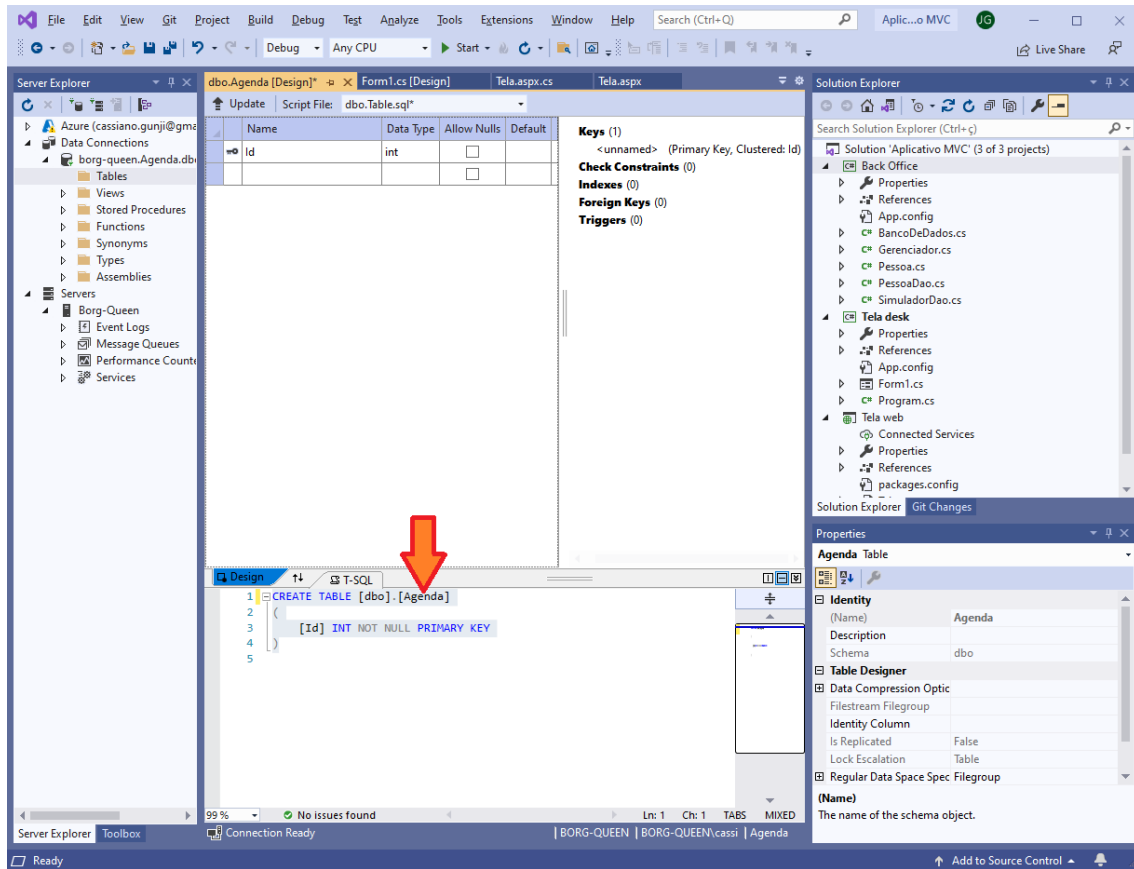 File Edit View Git Project Build Debug Test Analyze Tools Extensions Window Help Search (Ctrl+Q) Aplic...o MVC JG
Debug Any CPU Start Live Share
Server Explorer
Azure (cassiano.gunji@gma
Data Connections
borg-queen.Agenda.db
Tables
Views
Stored Procedures
Functions
Synonyms
Types
Assemblies
Servers
Borg-Queen
Event Logs
Message Queues
Performance Counte
Services
Server Explorer Toolbox
dbo.Agenda [Design]* Form1.cs [Design] Tela.aspx.cs Tela.aspx
Update Script File: dbo.Table.sql*
Name Data Type Allow Nulls Default
Id int
Keys (1)
<unnamed> (Primary Key, Clustered: Id)
Check Constraints (0)
Indexes (0)
Foreign Keys (0)
Triggers (0)
Design T-SQL
1 CREATE TABLE [dbo].[Agenda]
2 (
3 [Id] INT NOT NULL PRIMARY KEY
4 )
5
99 % No issues found Ln: 1 Ch: 1 TABS MIXED
Connection Ready | BORG-QUEEN | BORG-QUEEN\cassi | Agenda
Solution Explorer
Search Solution Explorer (Ctrl+ç)
Solution 'Aplicativo MVC' (3 of 3 projects)
Back Office
Properties
References
App.config
BancoDeDados.cs
Gerenciador.cs
Pessoa.cs
PessoaDao.cs
SimuladorDao.cs
Tela desk
Properties
References
App.config
Form1.cs
Program.cs
Tela web
Connected Services
Properties
References
packages.config
Solution Explorer Git Changes
Properties
Agenda Table
Identity
(Name) Agenda
Description
Schema dbo
Table Designer
Data Compression Optic
Filestream Filegroup
Identity Column
Is Replicated False
Lock Escalation Table
Regular Data Space Spec Filegroup
(Name)
The name of the schema object.
Ready Add to Source Control